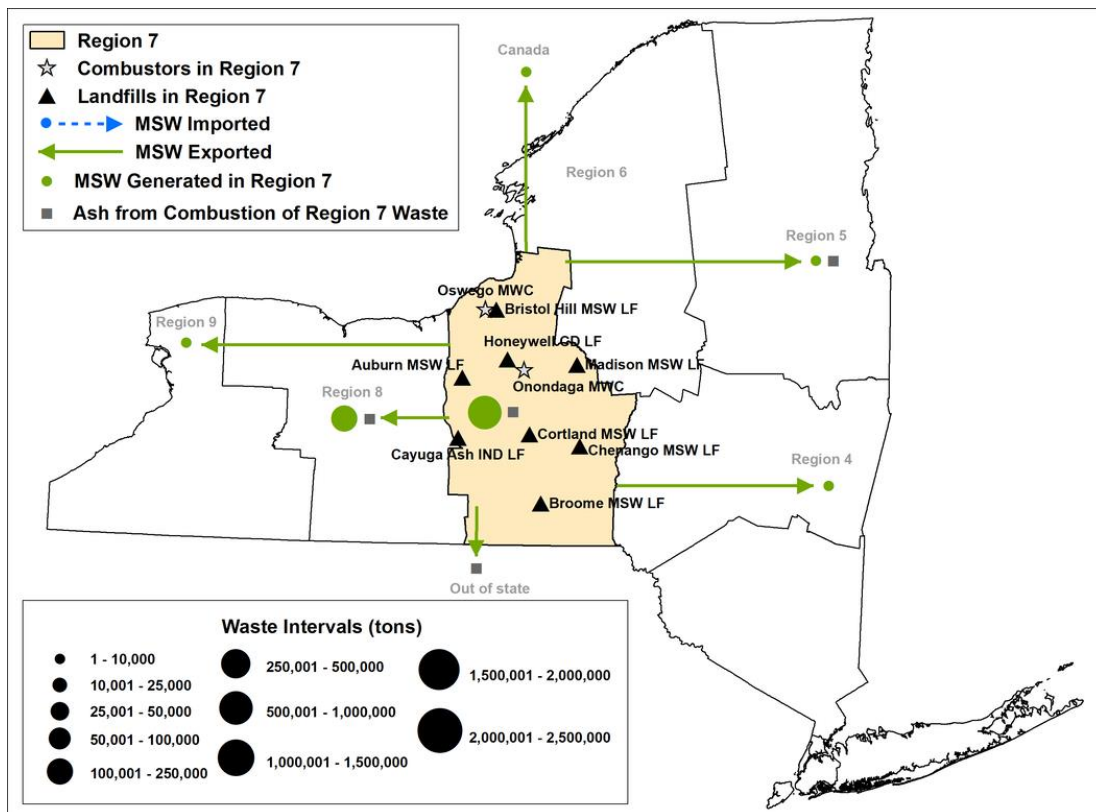 Region 7
Combustors in Region 7
Landfills in Region 7
MSW Imported
MSW Exported
MSW Generated in Region 7
Ash from Combustion of Region 7 Waste
Canada
Region 6
Region 5
Oswego MWC
Bristol Hill MSW LF
Region 9
Honeywell CD LF
Auburn MSW LF
Madison MSW LF
Onondaga MWC
Region 8
Cortland MSW LF
Chenango MSW LF
Cayuga Ash IND LF
Region 4
Broome MSW LF
Out of state
Waste Intervals (tons)
1 - 10,000
10,001 - 25,000
25,001 - 50,000
50,001 - 100,000
100,001 - 250,000
250,001 - 500,000
500,001 - 1,000,000
1,000,001 - 1,500,000
1,500,001 - 2,000,000
2,000,001 - 2,500,000